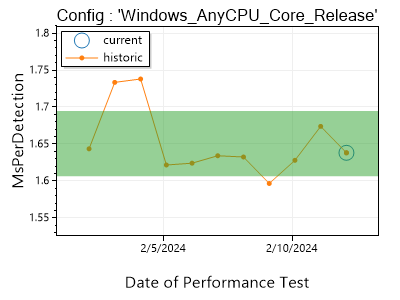 Config : 'Windows_AnyCPU_Core_Release'
current
historic
1.8
1.75
1.7
1.65
1.6
1.55
MsPerDetection
2/5/2024
2/10/2024
Date of Performance Test